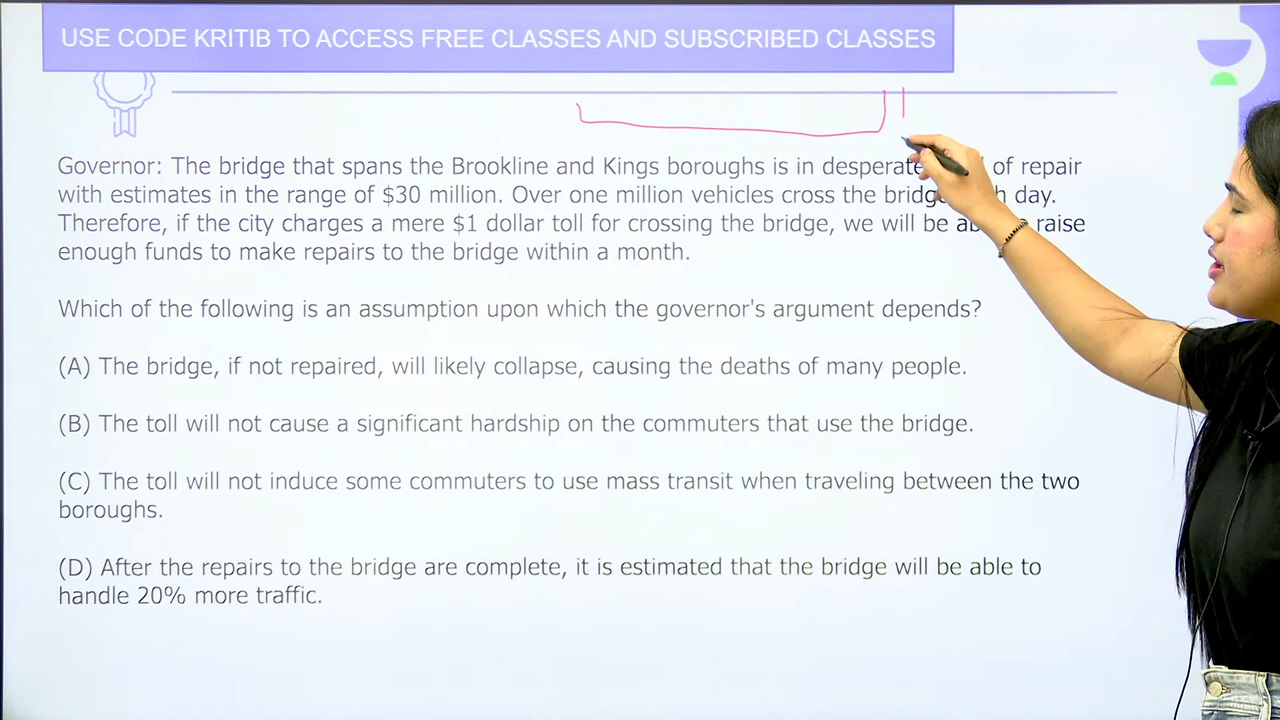 USE CODE KRITIB TO ACCESS FREE CLASSES AND SUBSCRIBED CLASSES
Governor: The bridge that spans the Brookline and Kings boroughs is in desperate of repair
with estimates in the range of $30 million. Over one million vehicles cross the day.
Therefore, if the city charges a mere $1 dollar toll for crossing the bridge, we will be raise
enough funds to make repairs to the bridge within a month.
Which of the following is an assumption upon which the governor's argument depends?
(A) The bridge, if not repaired, will likely collapse, causing the deaths of many people.
(B) The toll will not cause a significant hardship on the commuters that use the bridge.
(C) The toll will not induce some commuters to use mass transit when traveling between the two
boroughs.
(D) After the repairs to the bridge are complete, it is estimated that the bridge will be able to
handle 20% more traffic.